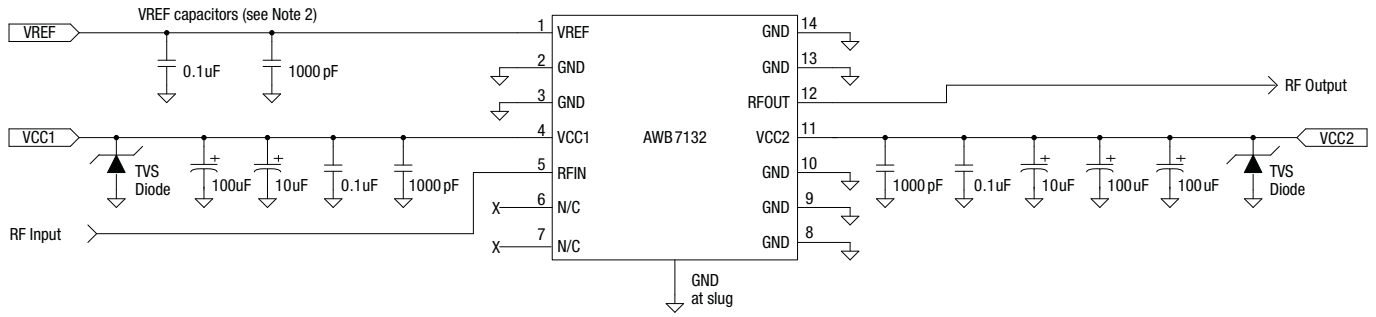 VREF capacitors (see Note 2)
VREF
0.1uF
1000 pF
1
VREF
2
GND
3
GND
VCC1
4
VCC1
TVS
Diode
100uF
10uF
0.1uF
1000 pF
5
RFIN
6
X
N/C
RF Input
7
X
N/C
AWB7132
GND
at slug
GND
14
GND
13
RFOUT
12
RF Output
VCC2
11
VCC2
GND
10
1000 pF
0.1uF
10uF
100uF
100uF
TVS
Diode
GND
9
GND
8